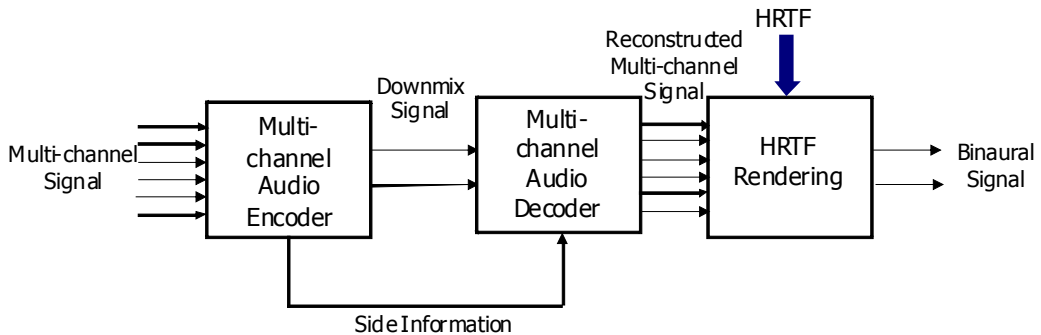 HRTF
Reconstructed
Multi-channel
Signal
Downmix
Signal
Multi-channel
Signal
Multi-
channel
Audio
Encoder
Multi-
channel
Audio
Decoder
HRTF
Rendering
Binaural
Signal
Side Information